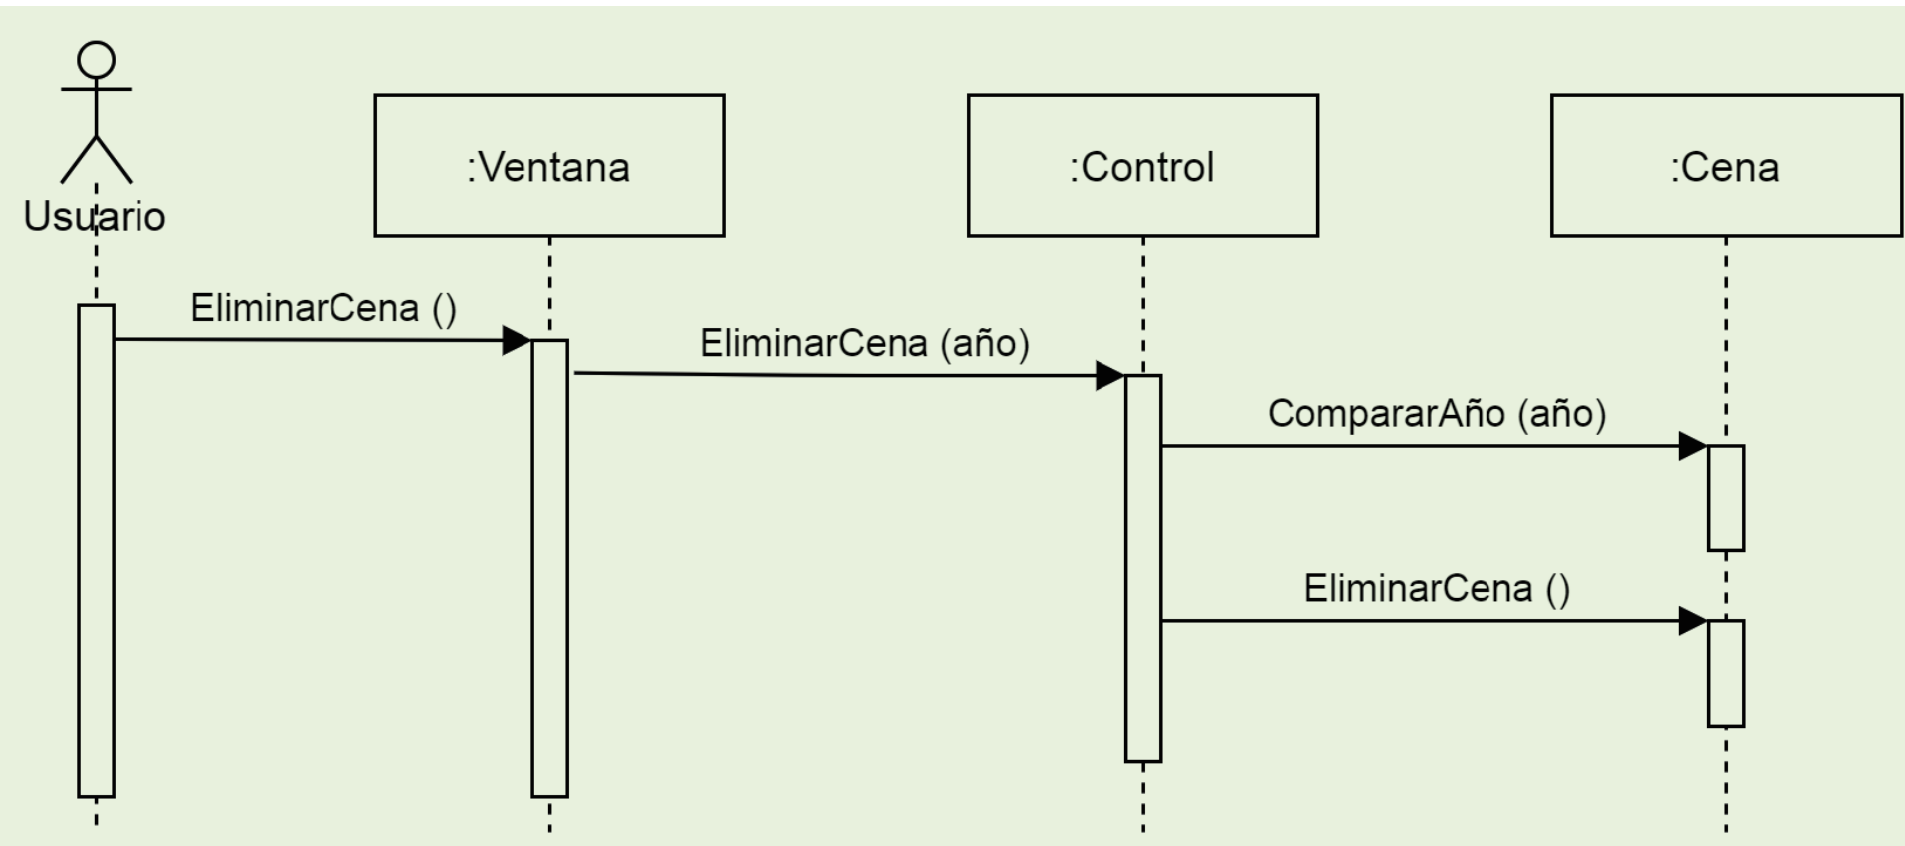 :Ventana
:Control
:Cena
Usuario
EliminarCena ()
EliminarCena (año)
CompararAño (año)
EliminarCena ()